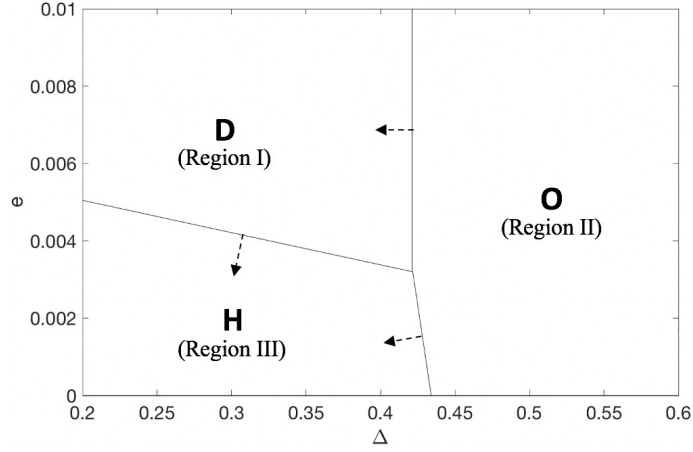 0.01
0.008
0.006
0.004
0.002
0
e
D
(Region I)
O
(Region II)
H
(Region III)
0.2 0.25 0.3 0.35 0.4 0.45 0.5 0.55 0.6
Δ